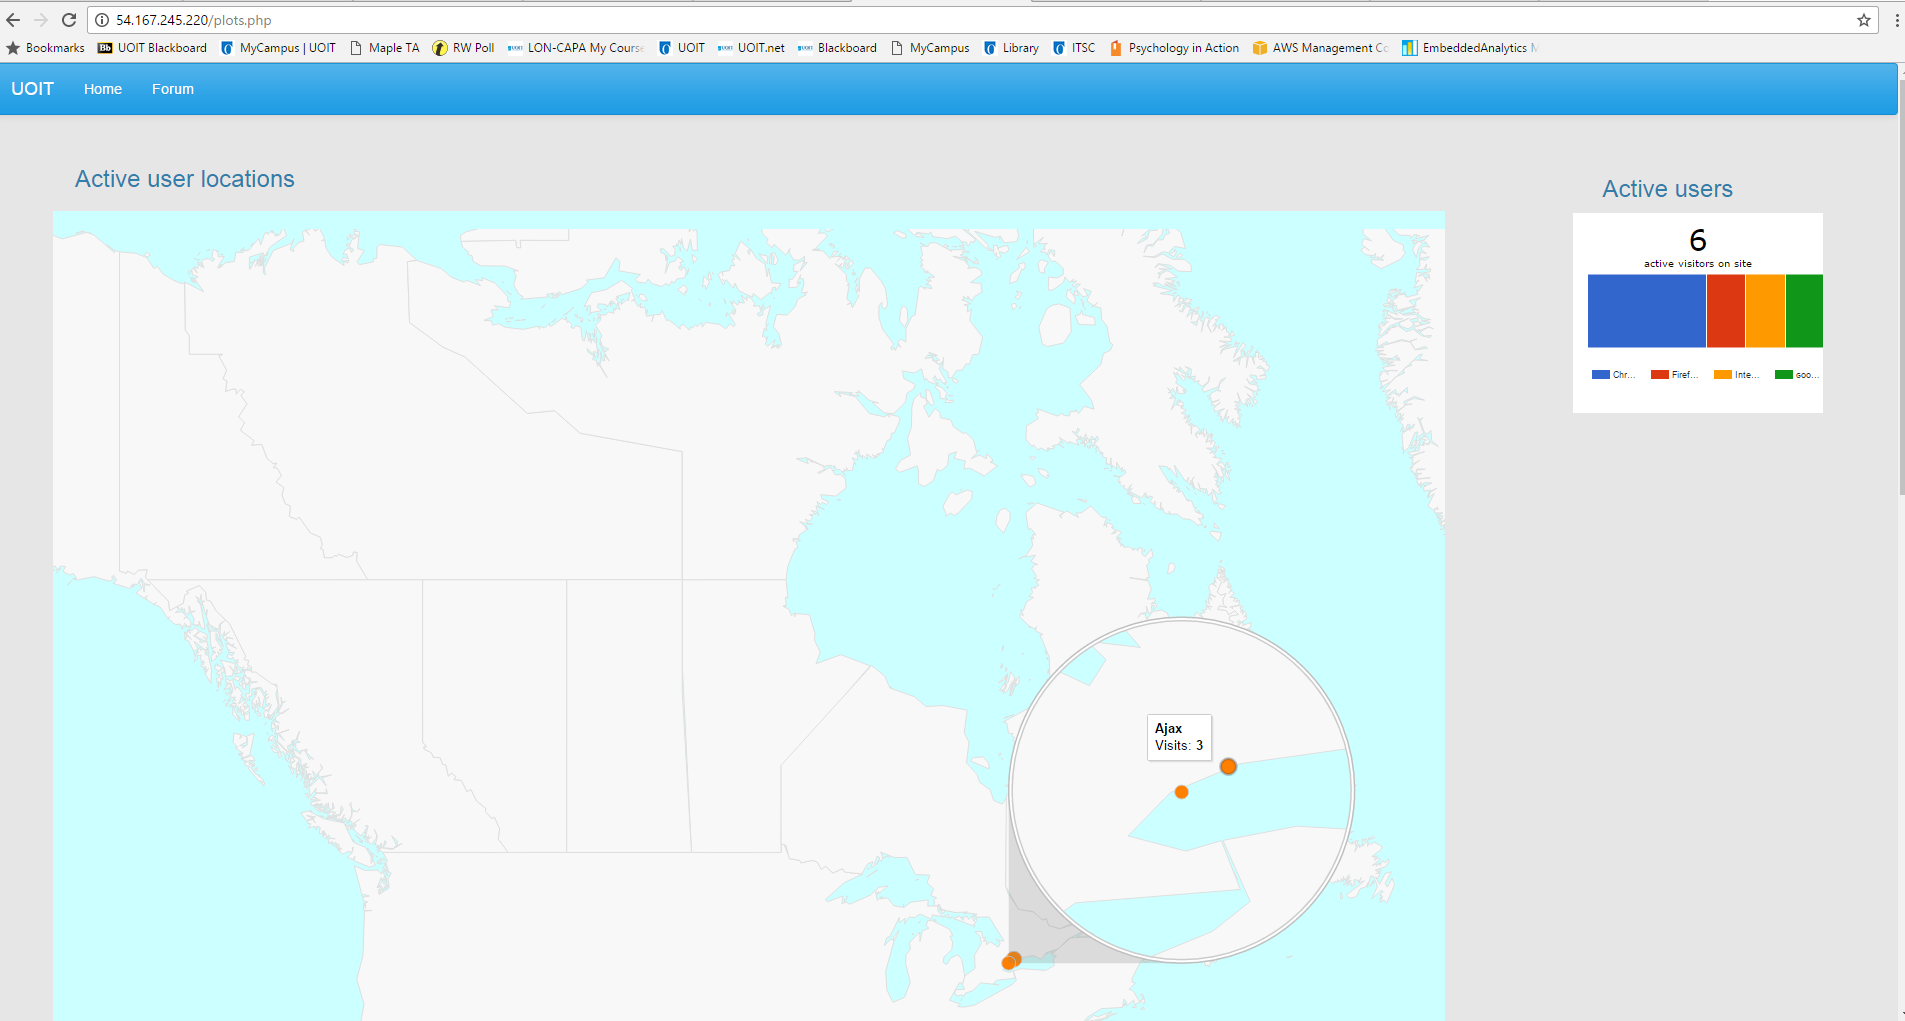 54.167.245.220/plots.php
Bookmarks Bb UOIT Blackboard MyCampus | UOIT Maple TA RW Poll LON-CAPA My Course UOIT UOIT.net Blackboard MyCampus Library ITSC Psychology in Action AWS Management Co EmbeddedAnalytics M
UOIT Home Forum
Active user locations
Active users
6
active visitors on site
Chr... Firef... Inte... goo...
Ajax
Visits: 3